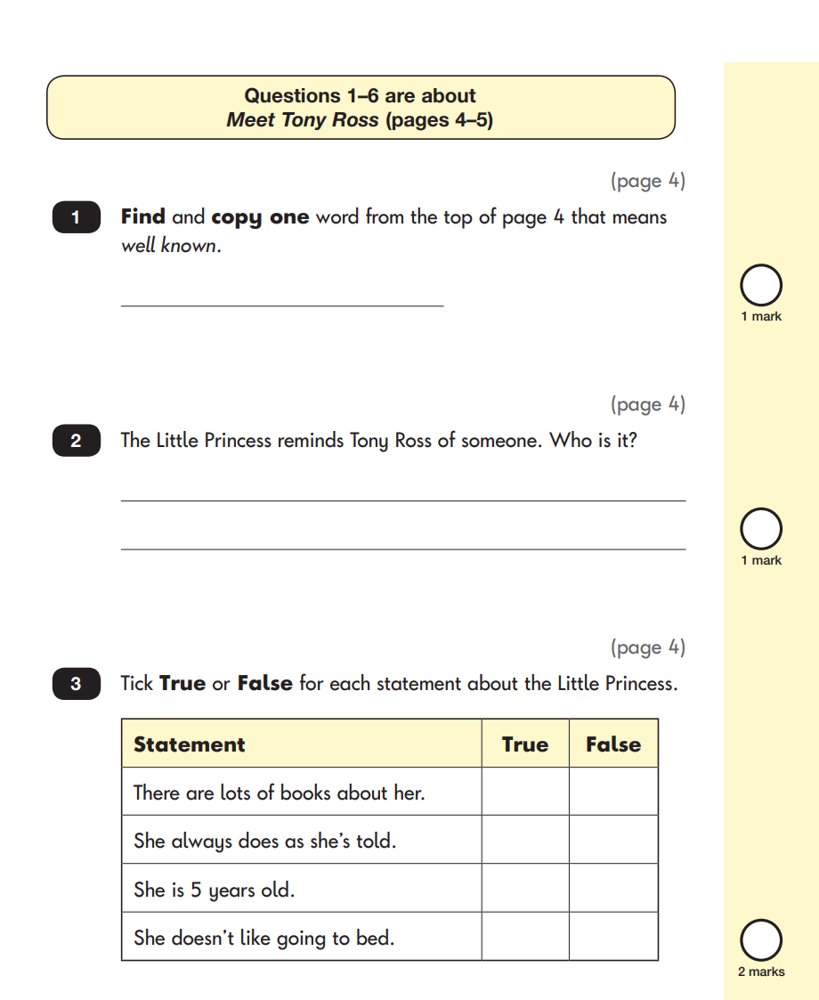 Questions 1–6 are about
Meet Tony Ross (pages 4–5)
(page 4)
1 Find and copy one word from the top of page 4 that means
well known.
1 mark
(page 4)
2 The Little Princess reminds Tony Ross of someone. Who is it?
1 mark
(page 4)
3 Tick True or False for each statement about the Little Princess.
Statement True False
There are lots of books about her.
She always does as she’s told.
She is 5 years old.
She doesn’t like going to bed.
2 marks